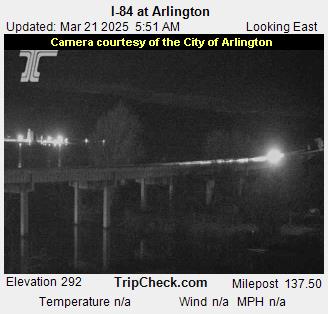 I-84 at Arlington
Updated: Mar 21 2025 5:51 AM Looking East
Camera courtesy of the City of Arlington
Elevation 292 TripCheck.com Milepost 137.50
Temperature n/a Wind n/a MPH n/a